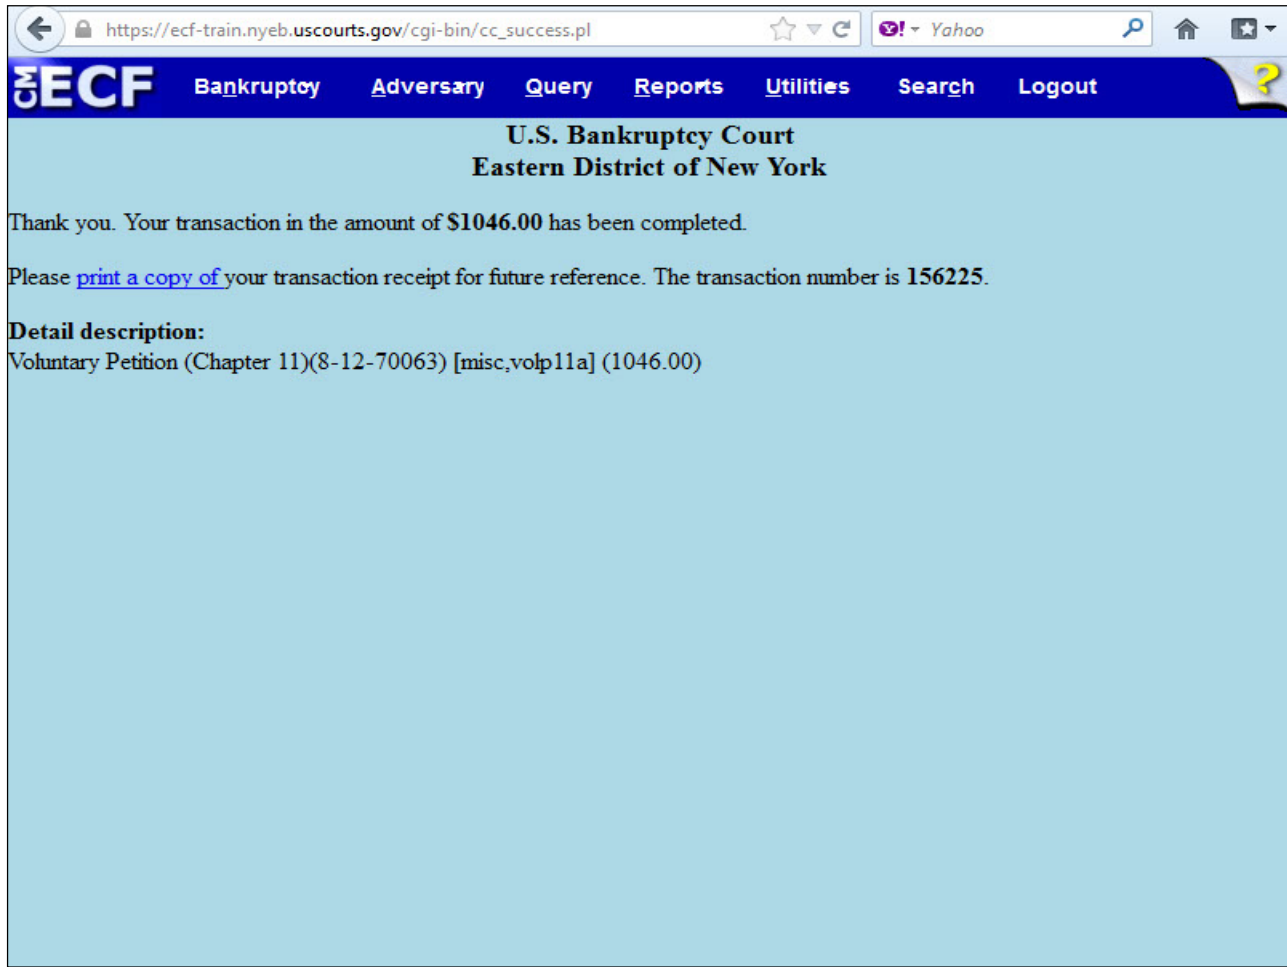 https://ecf-train.nyeb.uscourts.gov/cgi-bin/cc_success.pl Y! Yahoo
CM ECF Bankruptcy Adversary Query Reports Utilities Search Logout ?
U.S. Bankruptcy Court
Eastern District of New York
Thank you. Your transaction in the amount of $1046.00 has been completed.
Please print a copy of your transaction receipt for future reference. The transaction number is 156225.
Detail description:
Voluntary Petition (Chapter 11)(8-12-70063) [misc,volp11a] (1046.00)